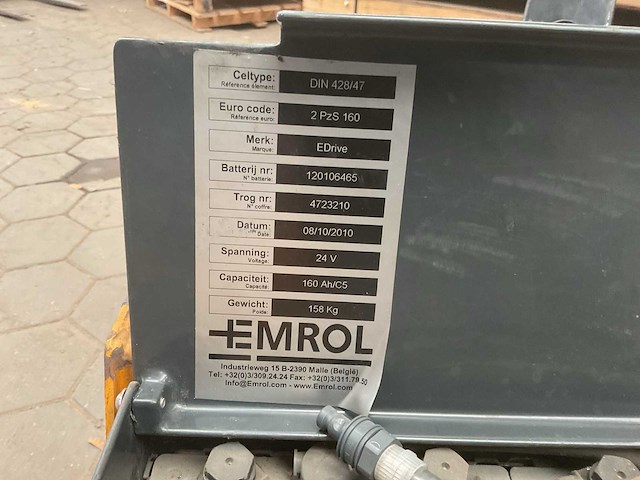 Celtype: DIN 428/47
Réference élement:
Euro code: 2 PzS 160
Réference euro:
Merk: EDrive
Marque:
Batterij nr: 120106465
N° batterie:
Trog nr: 4723210
N° coffre:
Datum: 08/10/2010
Date:
Spanning: 24 V
Voltage:
Capaciteit: 160 Ah/C5
Capacité:
Gewicht: 158 Kg
Poids:
EMROL
Industrieweg 15 B-2390 Malle (België)
Tel: +32(0)3/309.24.24 Fax: +32(0)3/311.79.50
Info@Emrol.com - www.Emrol.com